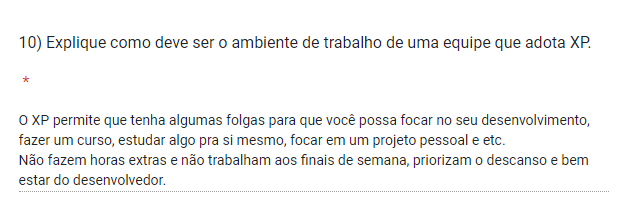 10) Explique como deve ser o ambiente de trabalho de uma equipe que adota XP.
*
O XP permite que tenha algumas folgas para que você possa focar no seu desenvolvimento,
fazer um curso, estudar algo pra si mesmo, focar em um projeto pessoal e etc.
Não fazem horas extras e não trabalham aos finais de semana, priorizam o descanso e bem
estar do desenvolvedor.